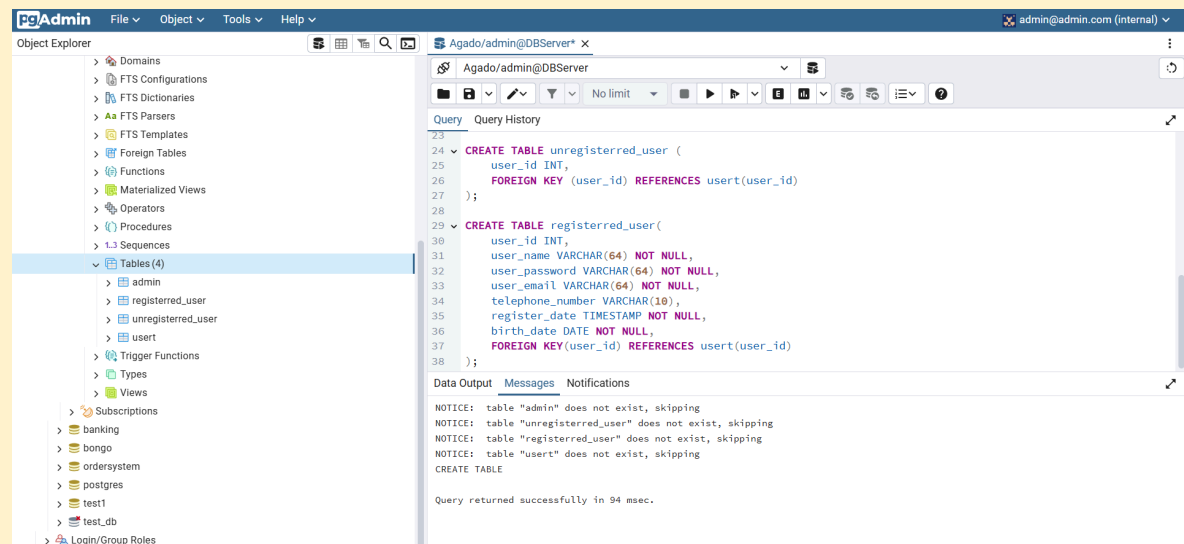 pgAdmin File Object Tools Help admin@admin.com (internal)
Object Explorer
Domains
FTS Configurations
FTS Dictionaries
Aa FTS Parsers
FTS Templates
Foreign Tables
Functions
Materialized Views
Operators
Procedures
1..3 Sequences
Tables (4)
admin
registerred_user
unregisterred_user
usert
Trigger Functions
Types
Views
Subscriptions
banking
bongo
ordersystem
postgres
test1
test_db
Login/Group Roles
Agado/admin@DBServer*
Agado/admin@DBServer
No limit
Query Query History
23
24 CREATE TABLE unregisterred_user (
25 user_id INT,
26 FOREIGN KEY (user_id) REFERENCES usert(user_id)
27 );
28
29 CREATE TABLE registerred_user(
30 user_id INT,
31 user_name VARCHAR(64) NOT NULL,
32 user_password VARCHAR(64) NOT NULL,
33 user_email VARCHAR(64) NOT NULL,
34 telephone_number VARCHAR(10),
35 register_date TIMESTAMP NOT NULL,
36 birth_date DATE NOT NULL,
37 FOREIGN KEY(user_id) REFERENCES usert(user_id)
38 );
Data Output Messages Notifications
NOTICE: table "admin" does not exist, skipping
NOTICE: table "unregisterred_user" does not exist, skipping
NOTICE: table "registerred_user" does not exist, skipping
NOTICE: table "usert" does not exist, skipping
CREATE TABLE
Query returned successfully in 94 msec.